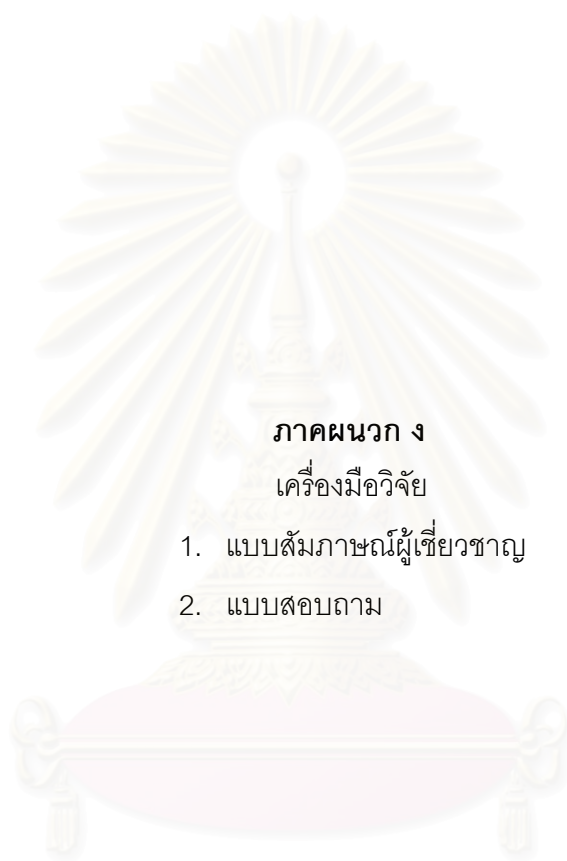 ภาคผนวก ง
เครื่องมือวิจัย
1. แบบสัมภาษณ์ผู้เชี่ยวชาญ
2. แบบสอบถาม